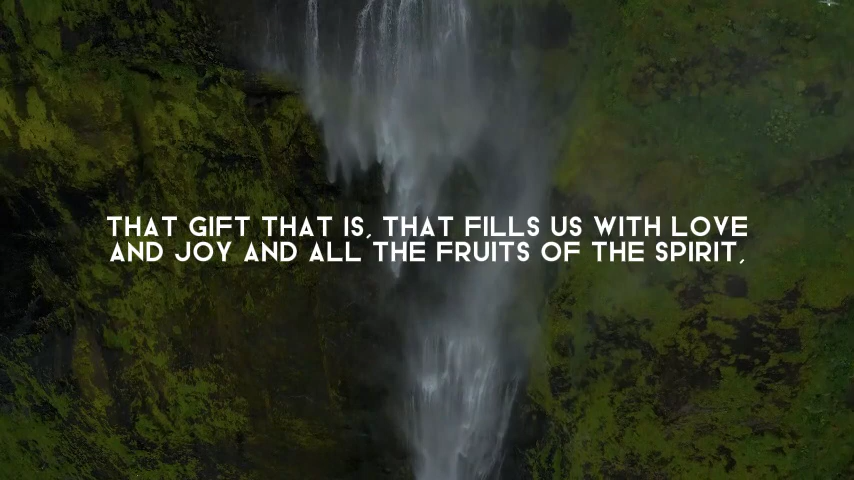 THAT GIFT THAT IS, THAT FILLS US WITH LOVE
AND JOY AND ALL THE FRUITS OF THE SPIRIT,